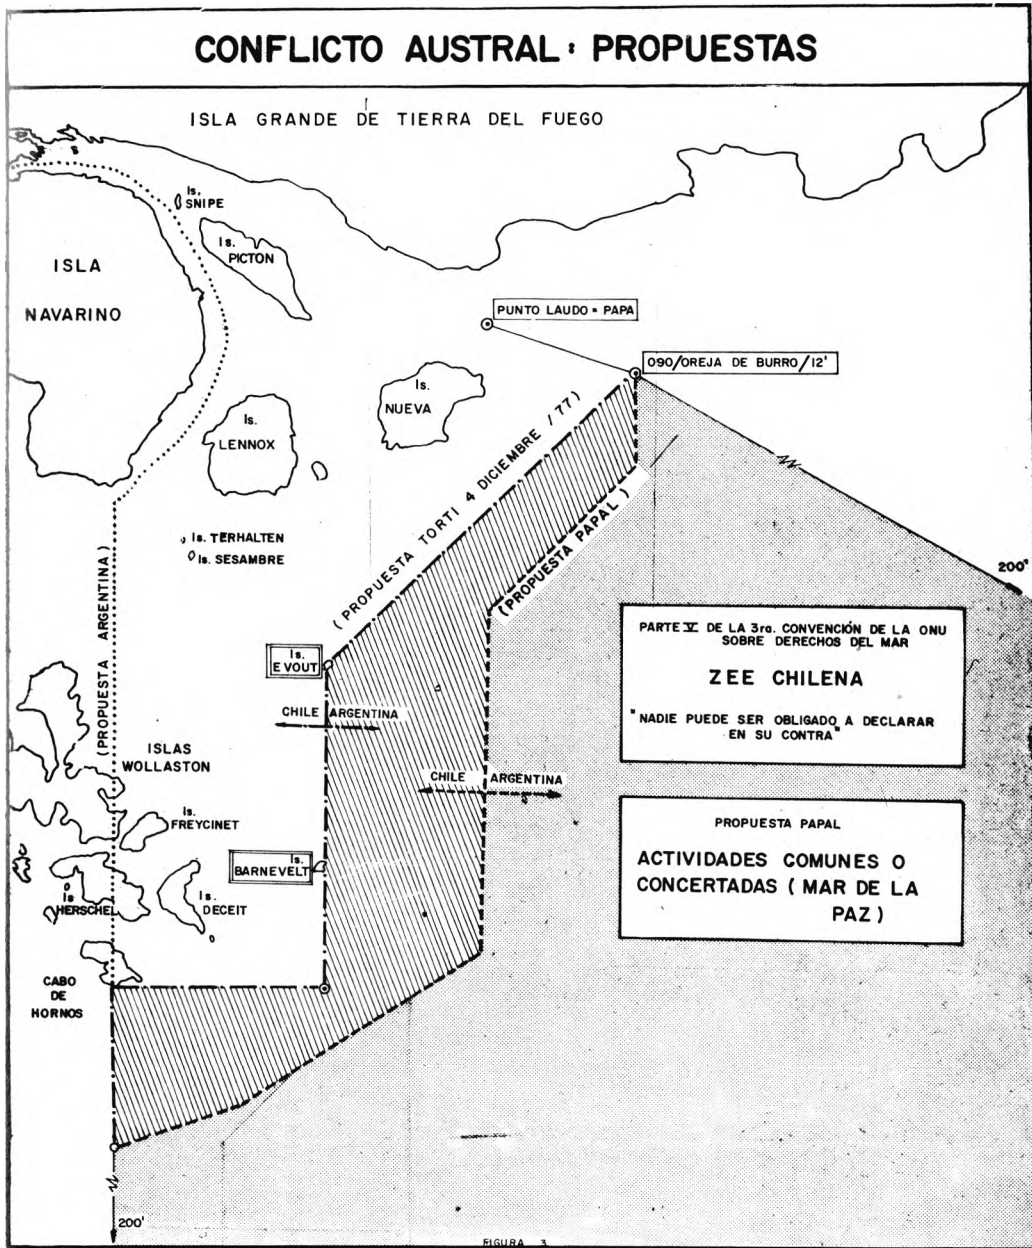 CONFLICTO AUSTRAL: PROPUESTAS
ISLA GRANDE DE TIERRA DEL FUEGO
Is.
SNIPE
Is.
PICTON
ISLA
NAVARINO
PUNTO LAUDO = PAPA
090/OREJA DE BURRO/12'
Is.
NUEVA
Is.
LENNOX
(PROPUESTA TORTI 4 DICIEMBRE / 77)
(PROPUESTA PAPAL)
Is. TERHALTEN
Is. SESAMBRE
200'
(PROPUESTA ARGENTINA)
PARTE V DE LA 3ra. CONVENCIÓN DE LA ONU
SOBRE DERECHOS DEL MAR
ZEE CHILENA
"NADIE PUEDE SER OBLIGADO A DECLARAR
EN SU CONTRA"
Is.
EVOUT
CHILE ARGENTINA
ISLAS
WOLLASTON
CHILE ARGENTINA
Is.
FREYCINET
PROPUESTA PAPAL
ACTIVIDADES COMUNES O
CONCERTADAS ( MAR DE LA
PAZ )
Is.
BARNEVELT
Is
HERSCHEL
Is.
DECEIT
CABO
DE
HORNOS
200'
FIGURA 3